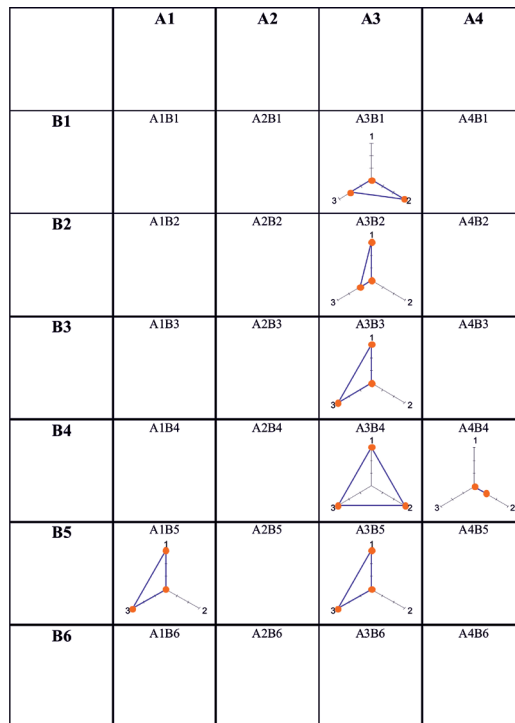 A1 A2 A3 A4
B1 A1B1 A2B1 A3B1 A4B1
1
3 2
B2 A1B2 A2B2 A3B2 A4B2
1
3 2
B3 A1B3 A2B3 A3B3 A4B3
1
3 2
B4 A1B4 A2B4 A3B4 A4B4
1 1
3 2 3 2
B5 A1B5 A2B5 A3B5 A4B5
1 1
3 2 3 2
B6 A1B6 A2B6 A3B6 A4B6